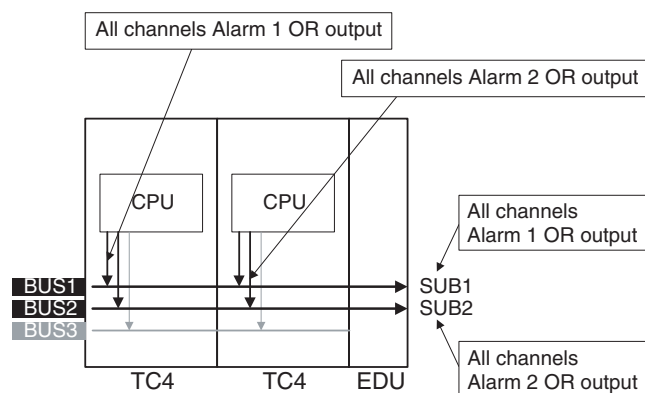 All channels Alarm 1 OR output
All channels Alarm 2 OR output
CPU
CPU
All channels
Alarm 1 OR output
BUS1
SUB1
BUS2
SUB2
BUS3
All channels
Alarm 2 OR output
TC4
TC4
EDU